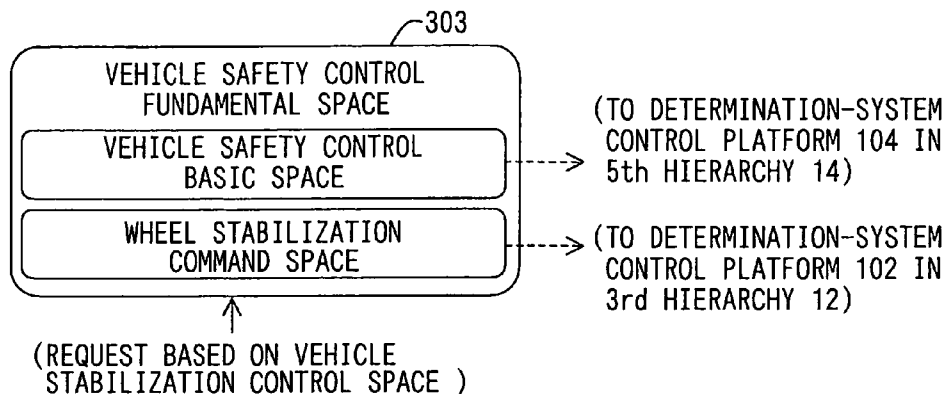 303
VEHICLE SAFETY CONTROL
FUNDAMENTAL SPACE
VEHICLE SAFETY CONTROL
BASIC SPACE
(TO DETERMINATION-SYSTEM
CONTROL PLATFORM 104 IN
5th HIERARCHY 14)
WHEEL STABILIZATION
COMMAND SPACE
(TO DETERMINATION-SYSTEM
CONTROL PLATFORM 102 IN
3rd HIERARCHY 12)
(REQUEST BASED ON VEHICLE
STABILIZATION CONTROL SPACE )